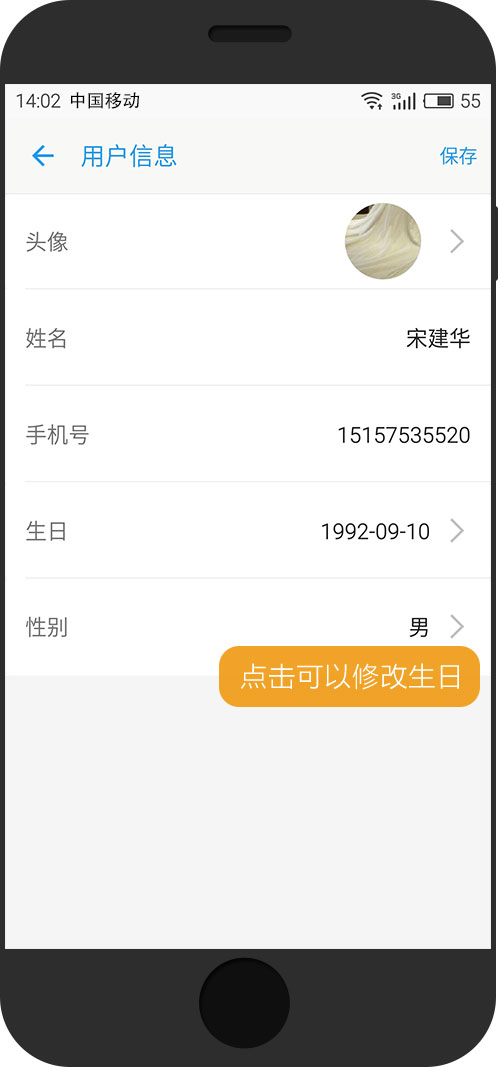 14:02 中国移动 3G 55
用户信息 保存
头像
姓名 宋建华
手机号 15157535520
生日 1992-09-10
性别 男
点击可以修改生日